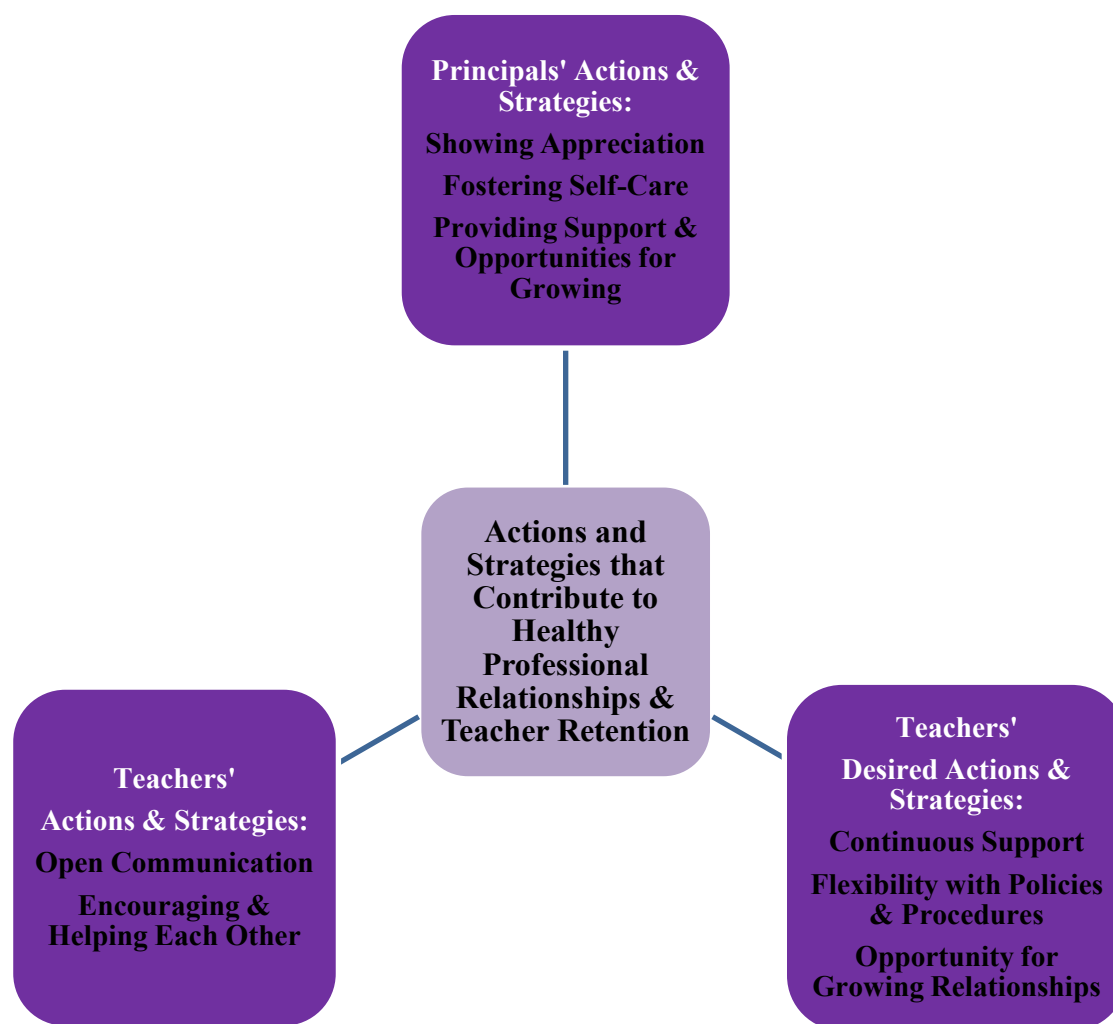 Principals' Actions &
Strategies:
Showing Appreciation
Fostering Self-Care
Providing Support &
Opportunities for
Growing
Actions and
Strategies that
Contribute to
Healthy
Professional
Relationships &
Teacher Retention
Teachers'
Actions & Strategies:
Open Communication
Encouraging &
Helping Each Other
Teachers'
Desired Actions &
Strategies:
Continuous Support
Flexibility with Policies
& Procedures
Opportunity for
Growing Relationships